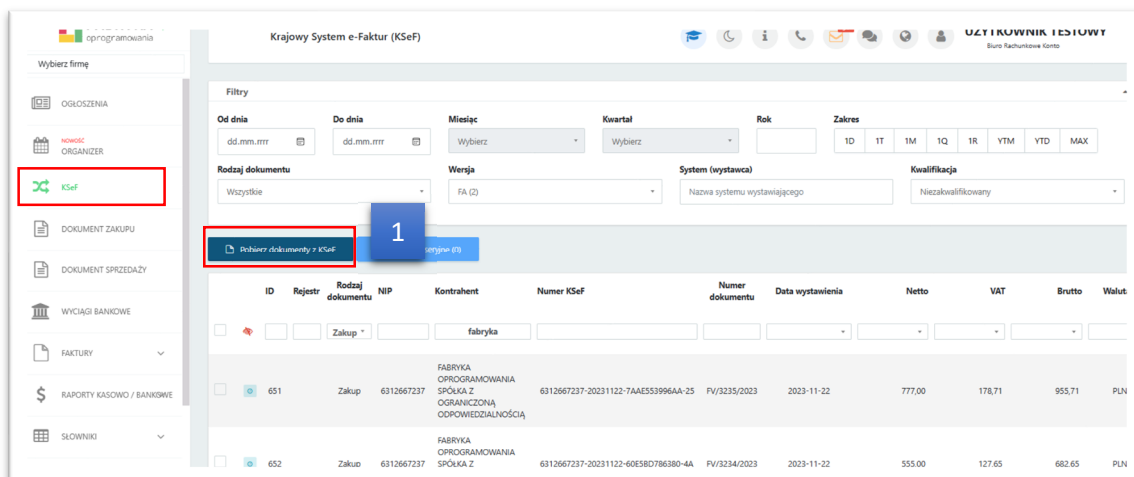 oprogramowania
Krajowy System e-Faktur (KSeF)
UŻYTKOWNIK TESTOWY
Biuro Rachunkowe Konto
Wybierz firmę
OGŁOSZENIA
NOWOŚĆ
ORGANIZER
KSeF
DOKUMENT ZAKUPU
DOKUMENT SPRZEDAŻY
WYCIĄGI BANKOWE
FAKTURY
RAPORTY KASOWO / BANKOWE
SŁOWNIKI
Filtry
Od dnia Do dnia Miesiąc Kwartał Rok Zakres
dd.mm.rrrr dd.mm.rrrr Wybierz Wybierz 1D 1T 1M 1Q 1R YTM YTD MAX
Rodzaj dokumentu Wersja System (wystawca) Kwalifikacja
Wszystkie FA (2) Nazwa systemu wystawiającego Niezakwalifikowany
Pobierz dokumenty z KSeF 1 seryjne (0)
ID Rejestr Rodzaj dokumentu NIP Kontrahent Numer KSeF Numer dokumentu Data wystawienia Netto VAT Brutto Waluta
Zakup fabryka
FABRYKA
OPROGRAMOWANIA
651 Zakup 6312667237 SPÓŁKA Z 6312667237-20231122-7AAE553996AA-25 FV/3235/2023 2023-11-22 777,00 178,71 955,71 PLN
OGRANICZONĄ
ODPOWIEDZIALNOŚCIĄ
FABRYKA
OPROGRAMOWANIA
652 Zakup 6312667237 SPÓŁKA Z 6312667237-20231122-60E5BD786380-4A FV/3234/2023 2023-11-22 555,00 127,65 682,65 PLN